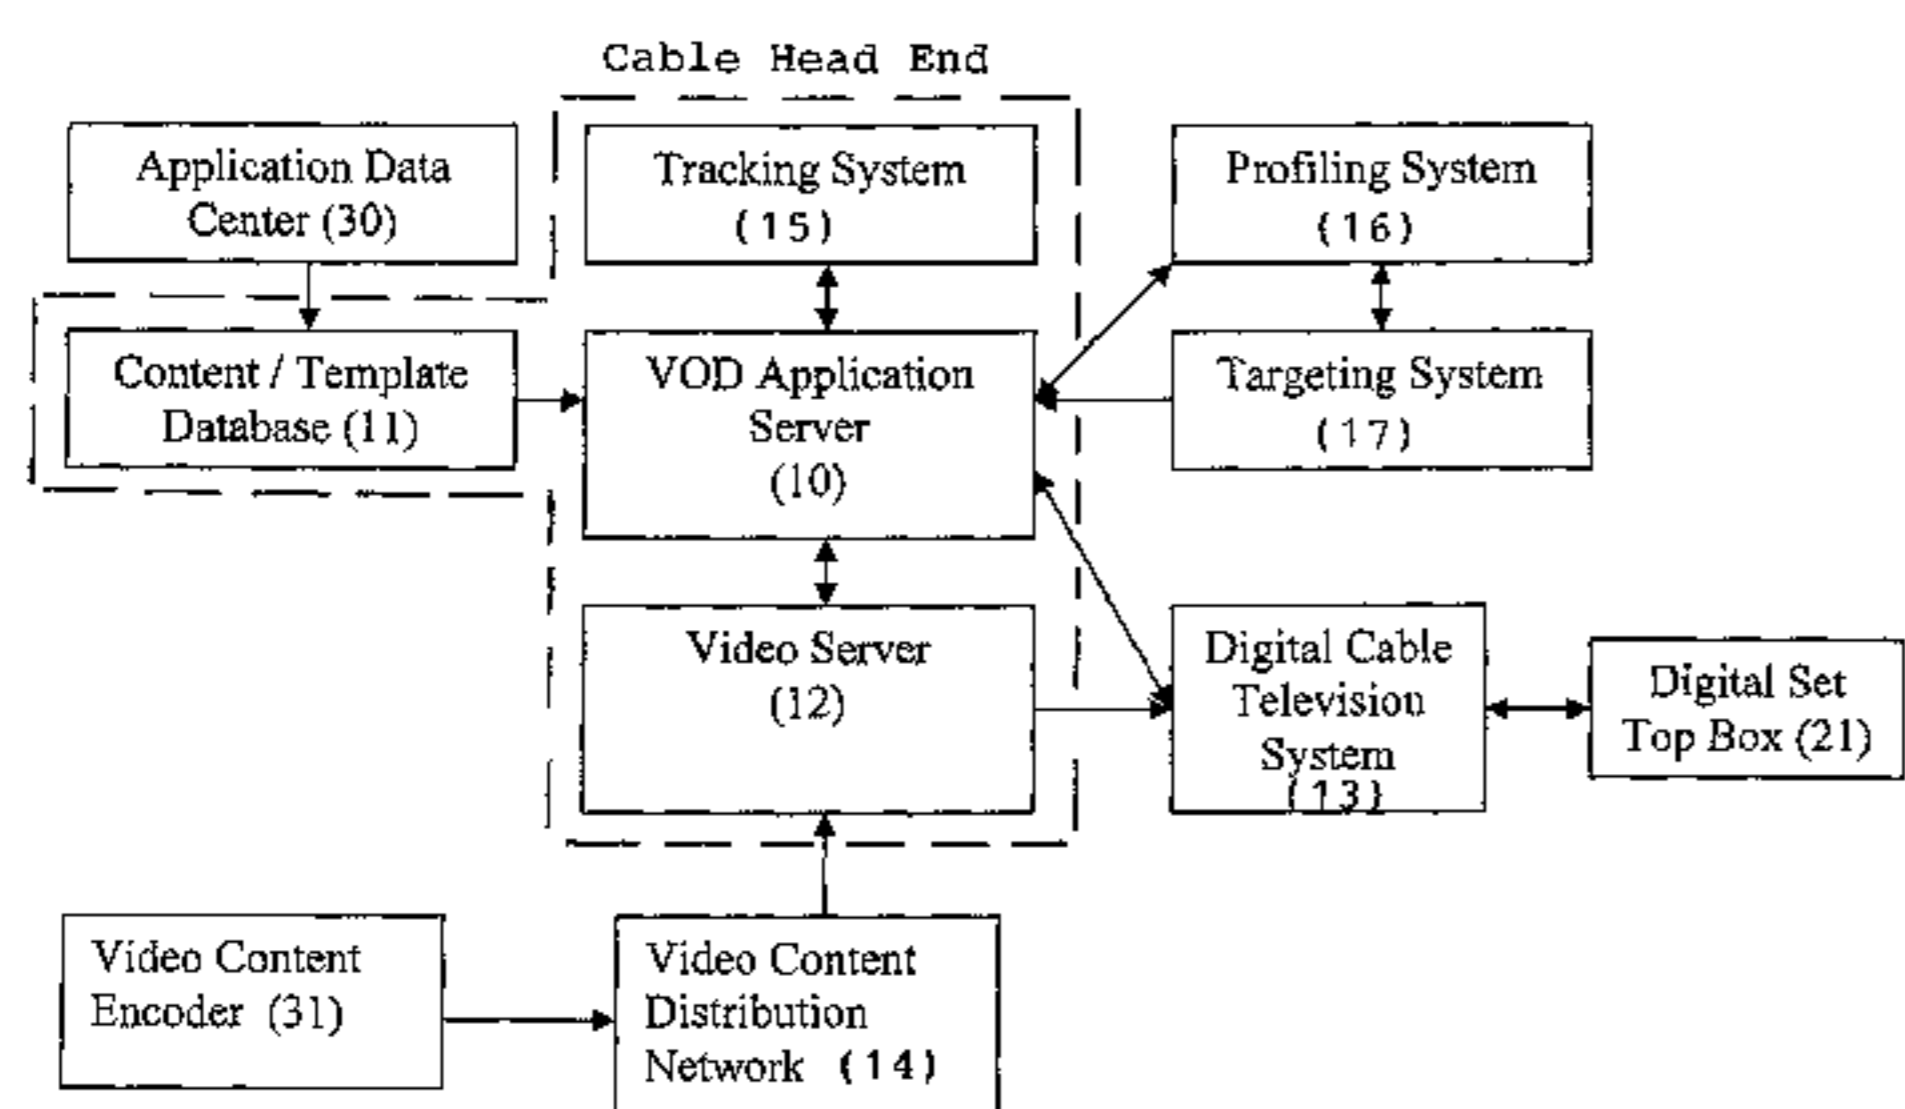 Cable Head End
Application Data
Center (30)
Tracking System
(15)
Profiling System
(16)
Content / Template
Database (11)
VOD Application
Server
(10)
Targeting System
(17)
Video Server
(12)
Digital Cable
Television
System
(13)
Digital Set
Top Box (21)
Video Content
Encoder (31)
Video Content
Distribution
Network (14)